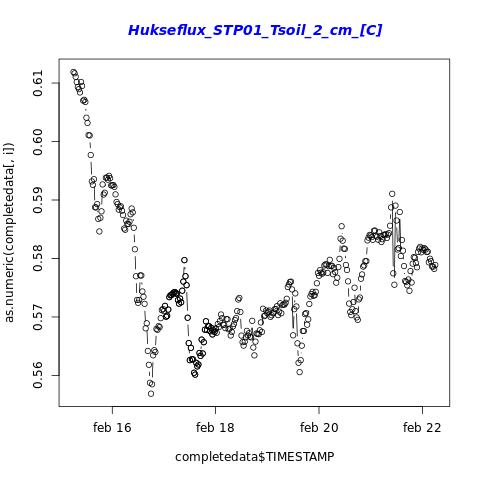 Hukseflux_STP01_Tsoil_2_cm_[C]
as.numeric(completedata[, i])
0.61
0.60
0.59
0.58
0.57
0.56
feb 16
feb 18
feb 20
feb 22
completedata$TIMESTAMP